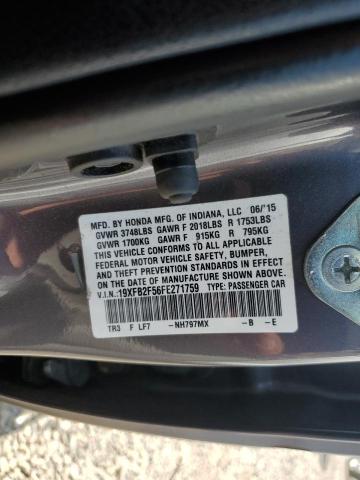 MFD. BY HONDA MFG. OF INDIANA, LLC 06/'15
GVWR 3748LBS GAWR F 2018LBS R 1753LBS
GVWR 1700KG GAWR F 915KG R 795KG
THIS VEHICLE CONFORMS TO ALL APPLICABLE
FEDERAL MOTOR VEHICLE SAFETY, BUMPER,
AND THEFT PREVENTION STANDARDS IN EFFECT
ON THE DATE OF MANUFACTURE SHOWN ABOVE.
V.I.N.: 19XFB2F56FE271759 TYPE: PASSENGER CAR
TR3 F LF7 -NH797MX -B -E